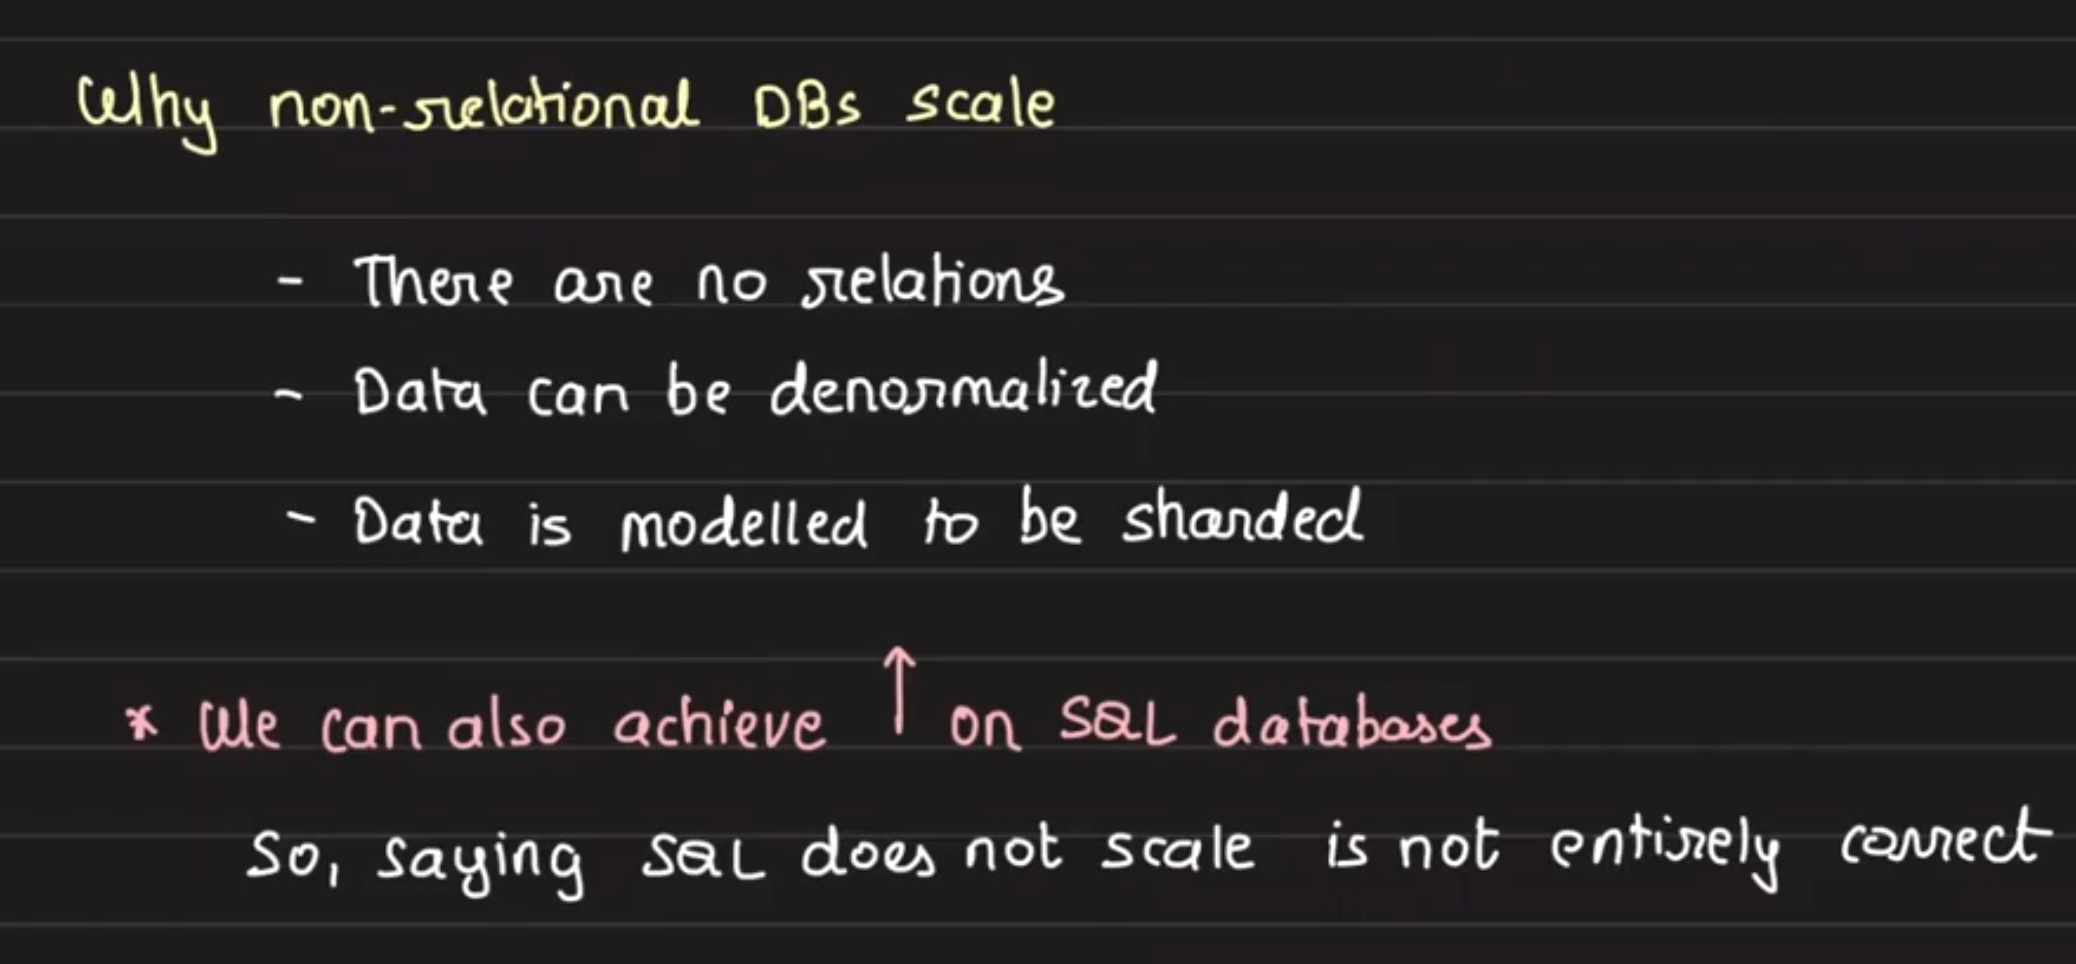 Why non-relational DBs scale
- There are no relations
- Data can be denormalized
- Data is modelled to be sharded
* We can also achieve ↑ on SQL databases
So, saying SQL does not scale is not entirely correct